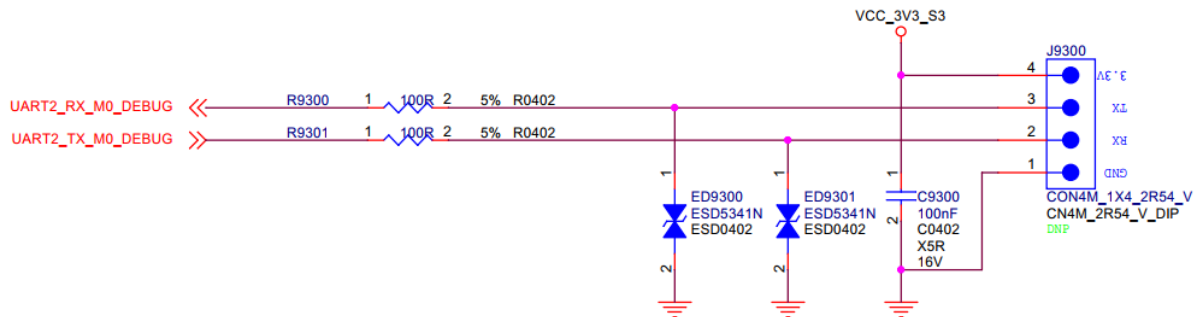 VCC_3V3_S3
J9300
4 3.3V
UART2_RX_M0_DEBUG R9300 1 100R 2 5% R0402 3 TX
UART2_TX_M0_DEBUG R9301 1 100R 2 5% R0402 2 RX
1 GND
1 ED9300 1 ED9301 1 C9300 CON4M_1X4_2R54_V
ESD5341N ESD5341N 100nF CN4M_2R54_V_DIP
ESD0402 ESD0402 C0402 DNP
2 2 2 X5R
16V